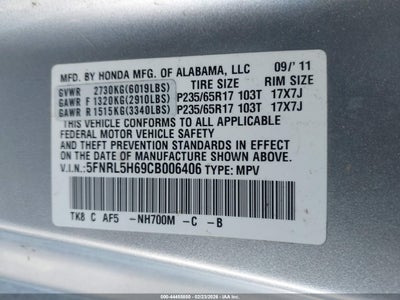 MFD. BY HONDA MFG. OF ALABAMA, LLC 09/'11
GVWR 2730KG(6019LBS) TIRE SIZE RIM SIZE
GAWR F 1320KG(2910LBS) P235/65R17 103T 17X7J
GAWR R 1515KG(3340LBS) P235/65R17 103T 17X7J
THIS VEHICLE CONFORMS TO ALL APPLICABLE
FEDERAL MOTOR VEHICLE SAFETY
AND THEFT PREVENTION STANDARDS IN EFFECT
ON THE DATE OF MANUFACTURE SHOWN ABOVE.
V.I.N.:5FNRL5H69CB006406 TYPE: MPV
TK8 C AF5 -NH700M -C -B